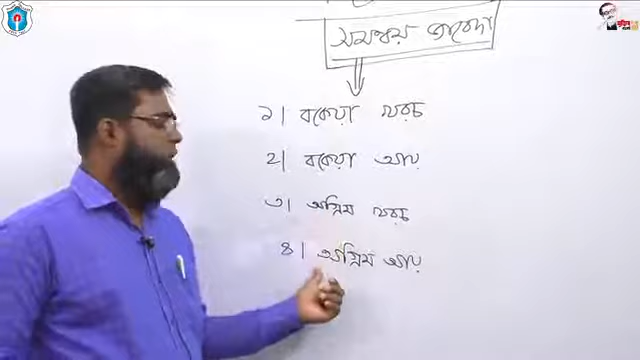 সমন্বয় জাবেদা
১| বকেয়া খরচ
২| বকেয়া আয়
৩| অগ্রিম খরচ
৪| অগ্রিম আয়